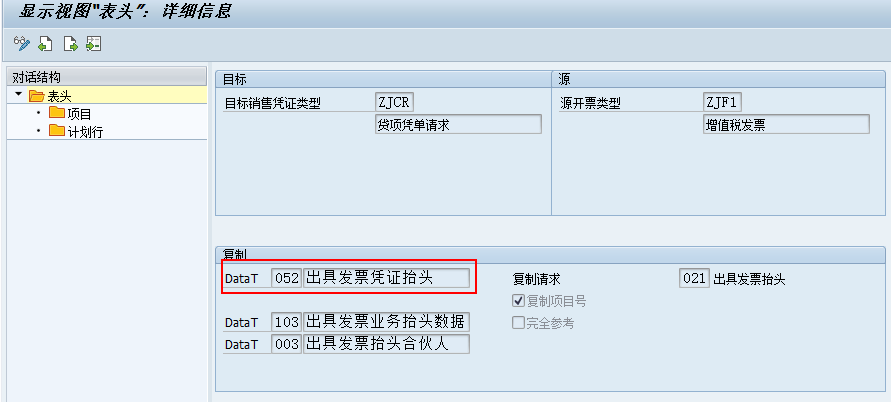 显示视图"表头": 详细信息
对话结构
表头
项目
计划行
目标
目标销售凭证类型 ZJCR
贷项凭单请求
源
源开票类型 ZJF1
增值税发票
复制
DataT 052 出具发票凭证抬头
复制请求 021 出具发票抬头
复制项目号
DataT 103 出具发票业务抬头数据
完全参考
DataT 003 出具发票抬头合伙人